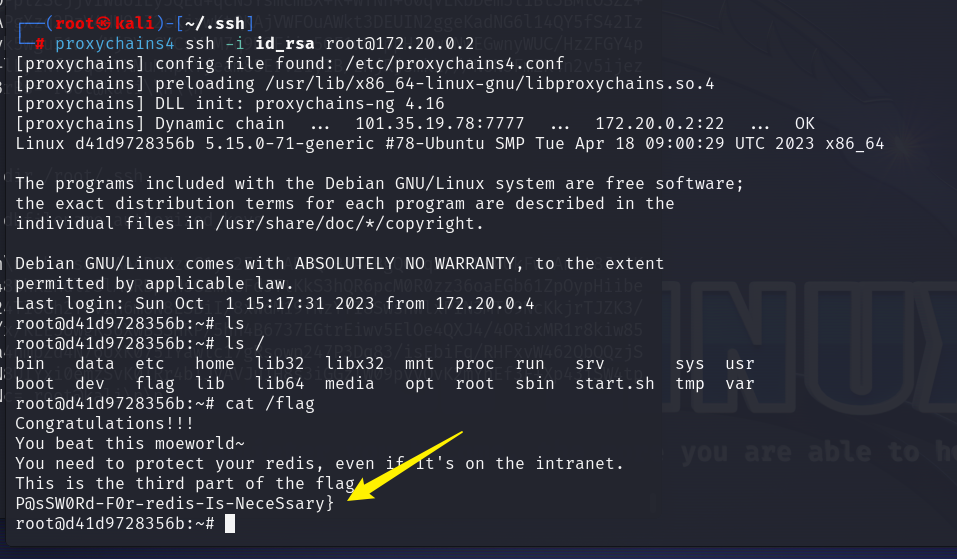 ┌──(root㉿kali)-[~/.ssh]
└─# proxychains4 ssh -i id_rsa root@172.20.0.2
[proxychains] config file found: /etc/proxychains4.conf
[proxychains] preloading /usr/lib/x86_64-linux-gnu/libproxychains.so.4
[proxychains] DLL init: proxychains-ng 4.16
[proxychains] Dynamic chain  ...  101.35.19.78:7777  ...  172.20.0.2:22  ...  OK
Linux d41d9728356b 5.15.0-71-generic #78-Ubuntu SMP Tue Apr 18 09:00:29 UTC 2023 x86_64
The programs included with the Debian GNU/Linux system are free software;
the exact distribution terms for each program are described in the
individual files in /usr/share/doc/*/copyright.
Debian GNU/Linux comes with ABSOLUTELY NO WARRANTY, to the extent
permitted by applicable law.
Last login: Sun Oct  1 15:17:31 2023 from 172.20.0.4
root@d41d9728356b:~# ls
root@d41d9728356b:~# ls /
bin   data  etc   home  lib32  libx32  mnt  proc  run   srv       sys  usr
boot  dev   flag  lib   lib64  media   opt  root  sbin  start.sh  tmp  var
root@d41d9728356b:~# cat /flag
Congratulations!!!
You beat this moeworld~
You need to protect your redis, even if it's on the intranet.
This is the third part of the flag
P@sSW0Rd-F0r-redis-Is-NeceSsary}
root@d41d9728356b:~#
you are able to h